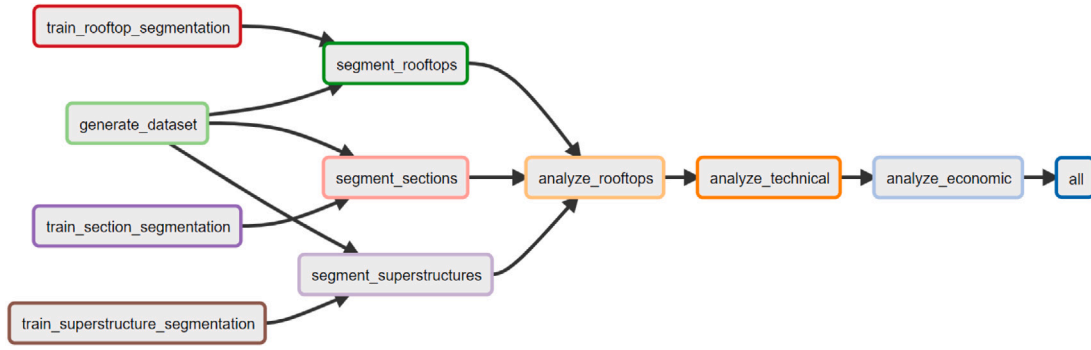 train_rooftop_segmentation
segment_rooftops
generate_dataset
segment_sections
analyze_rooftops
analyze_technical
analyze_economic
all
train_section_segmentation
segment_superstructures
train_superstructure_segmentation